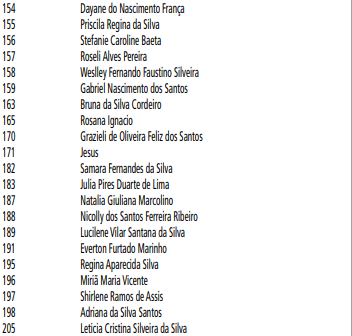 154 Dayane do Nascimento França
155 Priscila Regina da Silva
156 Stefanie Caroline Baeta
157 Roseli Alves Pereira
158 Weslley Fernando Faustino Silveira
159 Gabriel Nascimento dos Santos
163 Bruna da Silva Cordeiro
165 Rosana Ignacio
170 Grazieli de Oliveira Feliz dos Santos
171 Jesus
182 Samara Fernandes da Silva
183 Julia Pires Duarte de Lima
187 Natalia Giuliana Marcolino
188 Nicolly dos Santos Ferreira Ribeiro
189 Lucilene Vilar Santana da Silva
191 Everton Furtado Marinho
195 Regina Aparecida Silva
196 Miriã Maria Vicente
197 Shirlene Ramos de Assis
198 Adriana da Silva Santos
205 Leticia Cristina Silveira da Silva